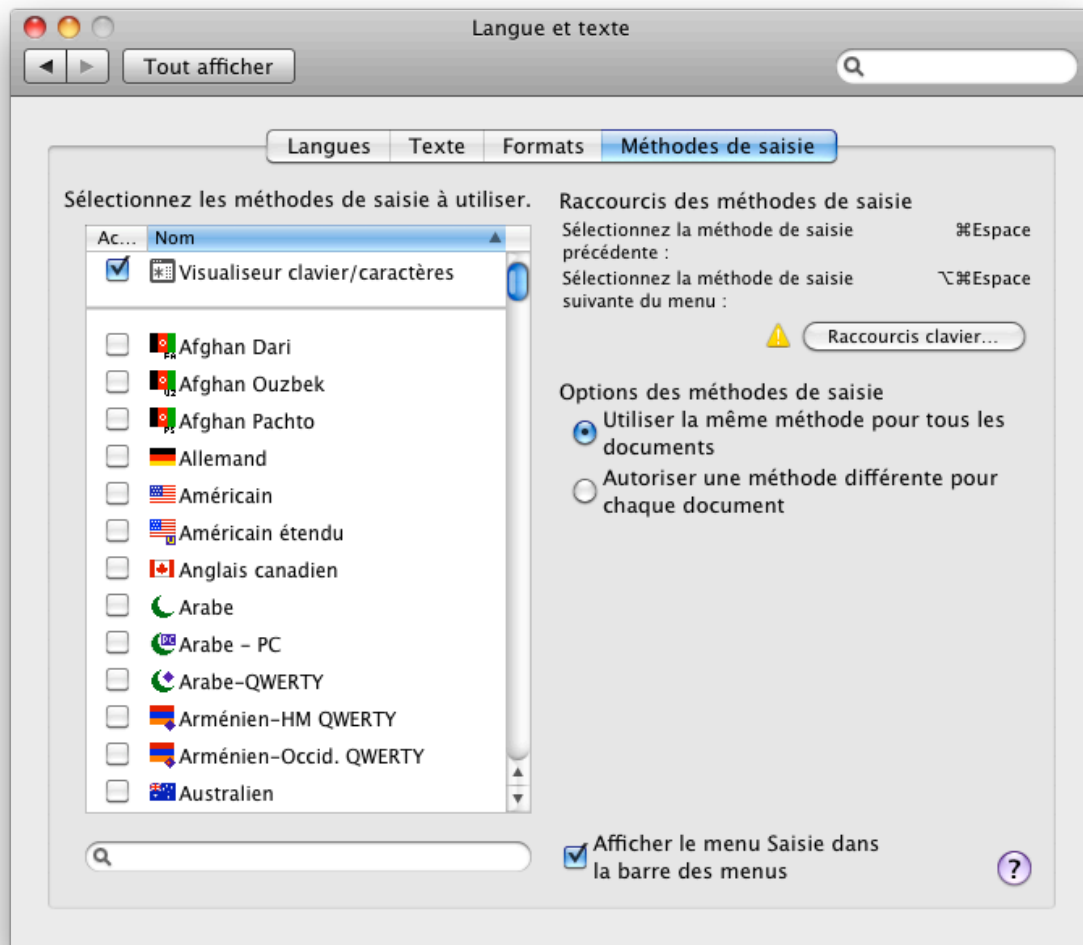 Langue et texte
Tout afficher
Langues Texte Formats Méthodes de saisie
Sélectionnez les méthodes de saisie à utiliser.
Ac... Nom
Visualiseur clavier/caractères
Afghan Dari
Afghan Ouzbek
Afghan Pachto
Allemand
Américain
Américain étendu
Anglais canadien
Arabe
Arabe – PC
Arabe-QWERTY
Arménien-HM QWERTY
Arménien-Occid. QWERTY
Australien
Raccourcis des méthodes de saisie
Sélectionnez la méthode de saisie ⌘Espace
précédente :
Sélectionnez la méthode de saisie ⌥⌘Espace
suivante du menu :
Raccourcis clavier...
Options des méthodes de saisie
Utiliser la même méthode pour tous les
documents
Autoriser une méthode différente pour
chaque document
Afficher le menu Saisie dans
la barre des menus
?